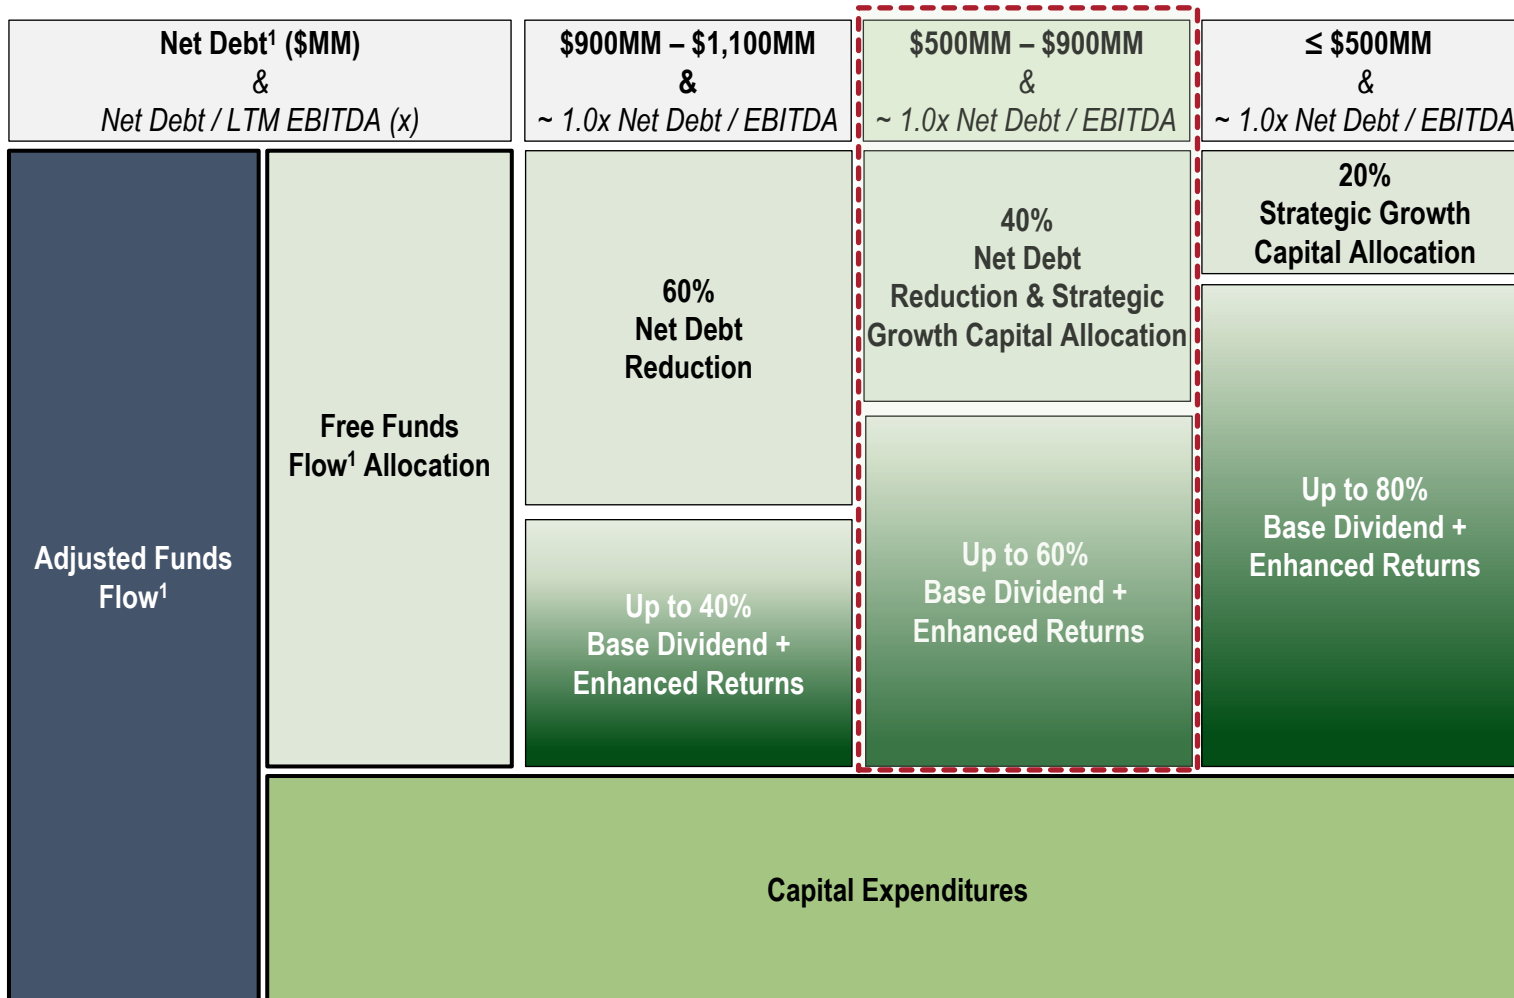 Net Debt¹ ($MM)
&
Net Debt / LTM EBITDA (x)
$900MM – $1,100MM
&
~ 1.0x Net Debt / EBITDA
$500MM – $900MM
&
~ 1.0x Net Debt / EBITDA
≤ $500MM
&
~ 1.0x Net Debt / EBITDA
Adjusted Funds
Flow¹
Free Funds
Flow¹ Allocation
60%
Net Debt
Reduction
Up to 40%
Base Dividend +
Enhanced Returns
40%
Net Debt
Reduction & Strategic
Growth Capital Allocation
Up to 60%
Base Dividend +
Enhanced Returns
20%
Strategic Growth
Capital Allocation
Up to 80%
Base Dividend +
Enhanced Returns
Capital Expenditures